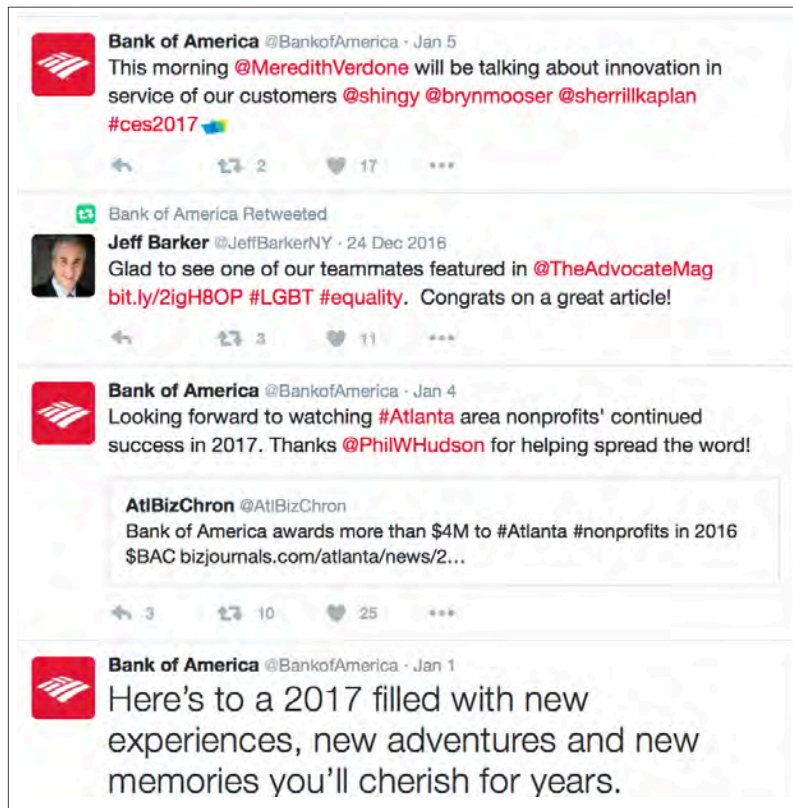 Bank of America @BankofAmerica · Jan 5
This morning @MeredithVerdone will be talking about innovation in
service of our customers @shingy @brynmooser @sherrillkaplan
#ces2017
2 17
Bank of America Retweeted
Jeff Barker @JeffBarkerNY · 24 Dec 2016
Glad to see one of our teammates featured in @TheAdvocateMag
bit.ly/2igH8OP #LGBT #equality. Congrats on a great article!
3 11
Bank of America @BankofAmerica · Jan 4
Looking forward to watching #Atlanta area nonprofits' continued
success in 2017. Thanks @PhilWHudson for helping spread the word!
AtlBizChron @AtlBizChron
Bank of America awards more than $4M to #Atlanta #nonprofits in 2016
$BAC bizjournals.com/atlanta/news/2...
3 10 25
Bank of America @BankofAmerica · Jan 1
Here's to a 2017 filled with new
experiences, new adventures and new
memories you'll cherish for years.